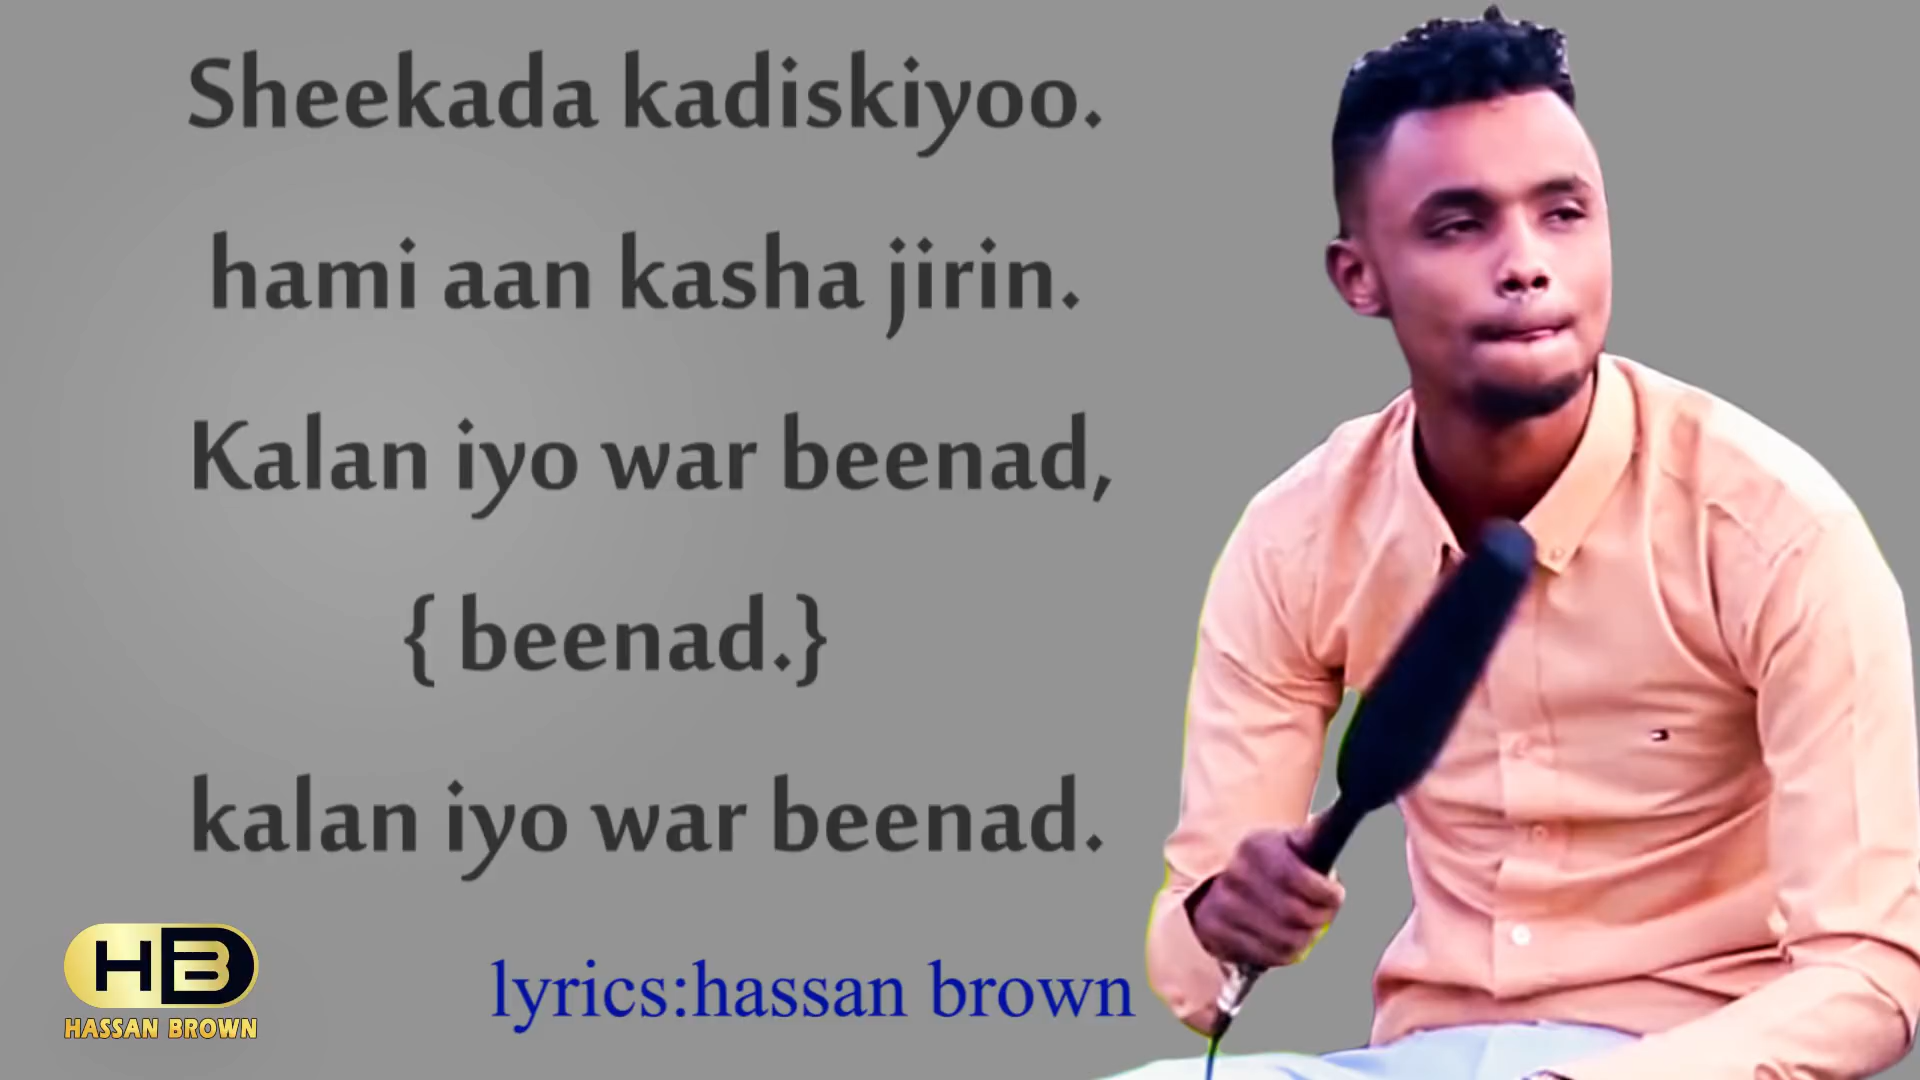 Sheekada kadiskiyoo.
hami aan kasha jirin.
Kalan iyo war beenad,
{ beenad.}
kalan iyo war beenad.
lyrics:hassan brown
HB
HASSAN BROWN